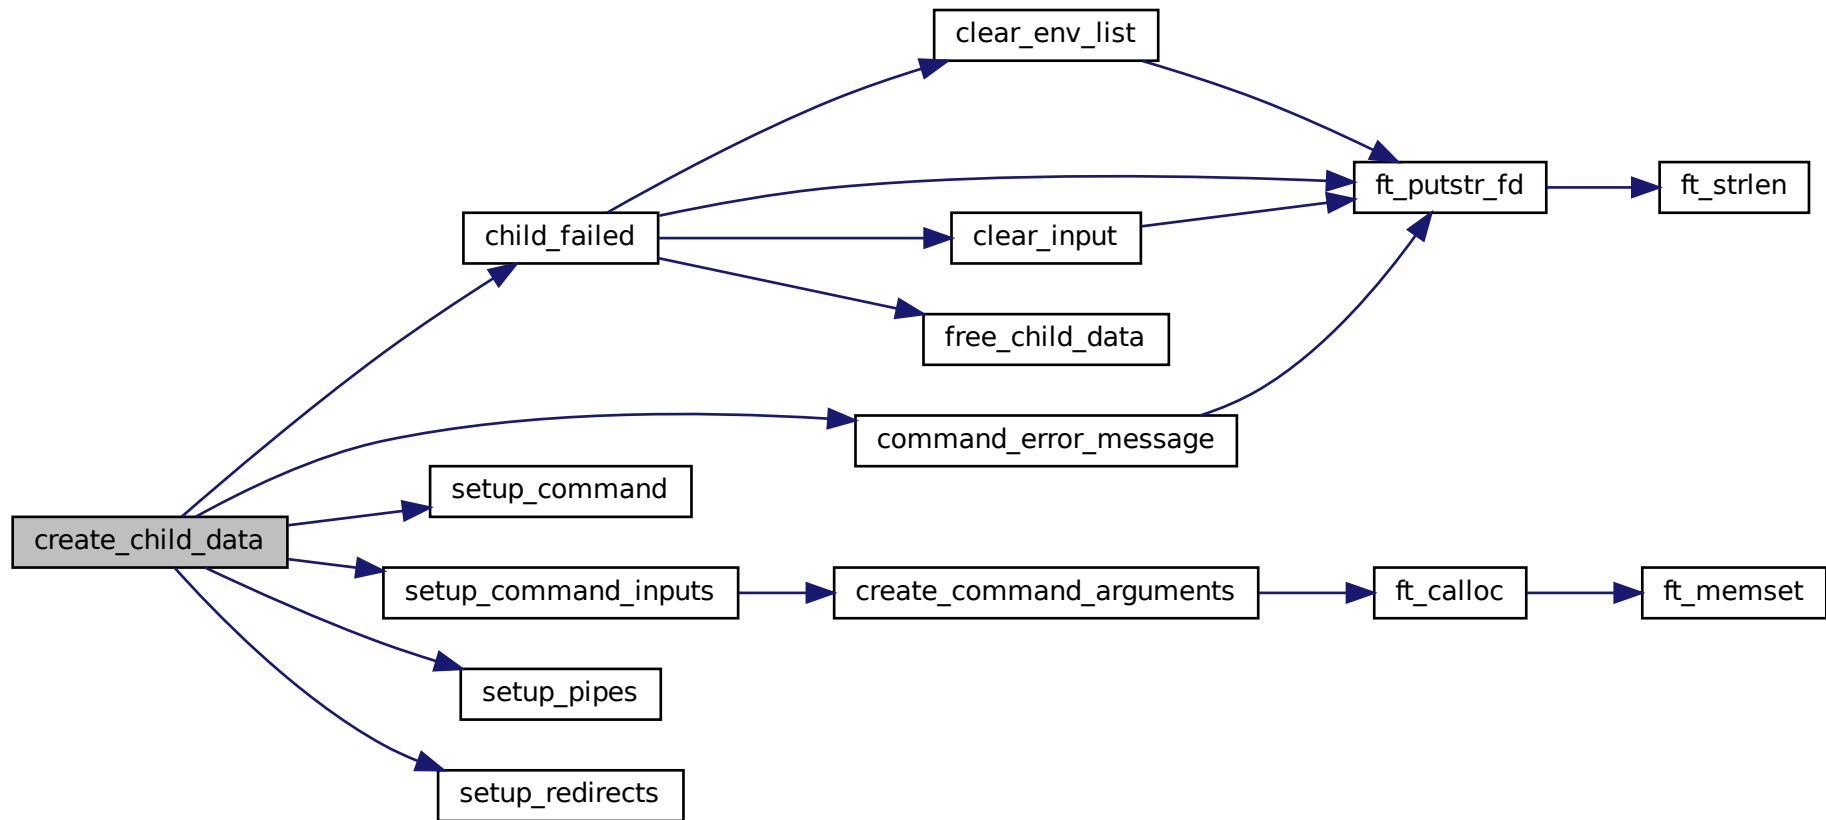 clear_env_list
ft_putstr_fd
ft_strlen
child_failed
clear_input
free_child_data
command_error_message
setup_command
create_child_data
setup_command_inputs
create_command_arguments
ft_calloc
ft_memset
setup_pipes
setup_redirects